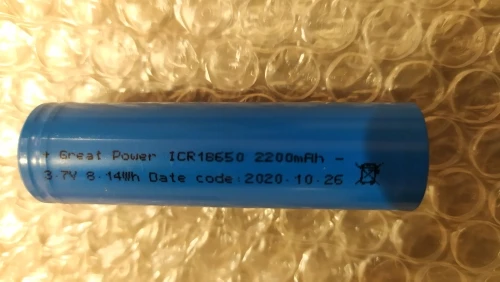 + Great Power ICR18650 2200mAh -
3.7V 8.14Wh Date code:2020.10.26